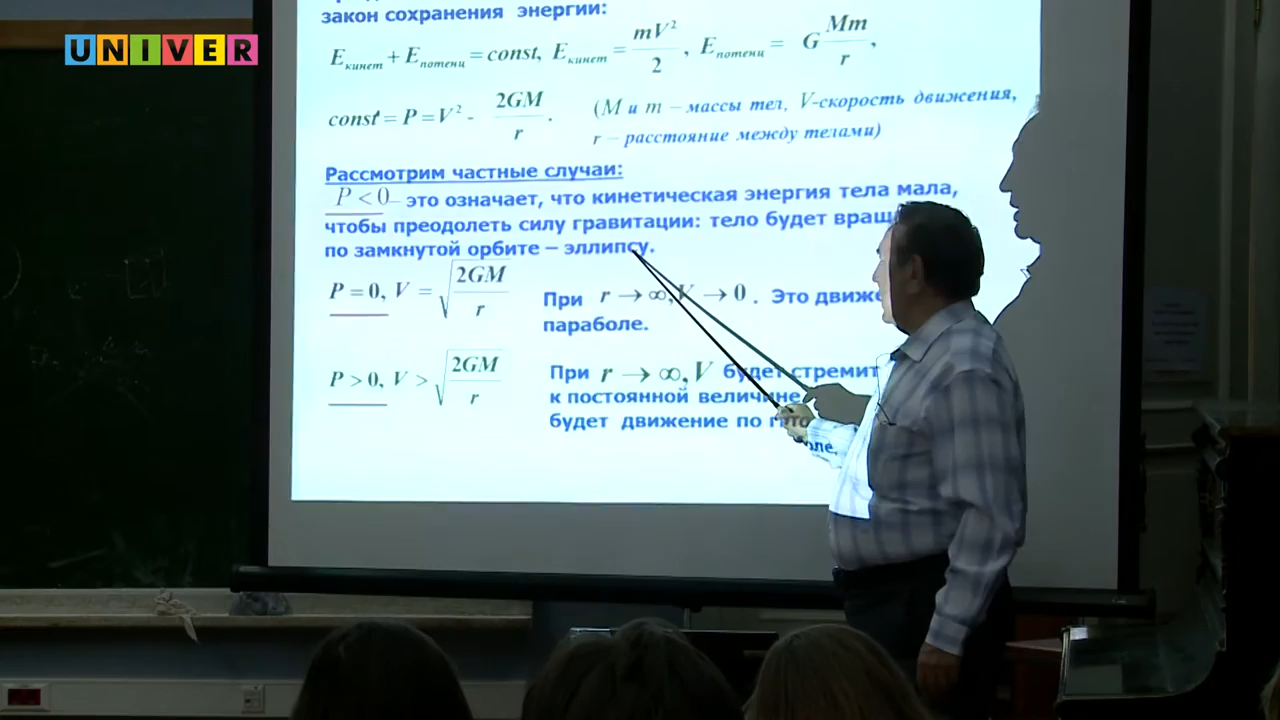 UNIVER
закон сохранения энергии:
Eкинет + Eпотенц = const, Eкинет = mV²/2, Eпотенц = G Mm/r,
const = P = V² - 2GM/r. (M и m – массы тел, V-скорость движения,
r – расстояние между телами)
Рассмотрим частные случаи:
P < 0 – это означает, что кинетическая энергия тела мала,
чтобы преодолеть силу гравитации: тело будет вращ
по замкнутой орбите – эллипсу.
P = 0, V = √(2GM/r) При r → ∞, V → 0. Это движе
параболе.
P > 0, V > √(2GM/r) При r → ∞, V будет стремит
к постоянной величине
будет движение по